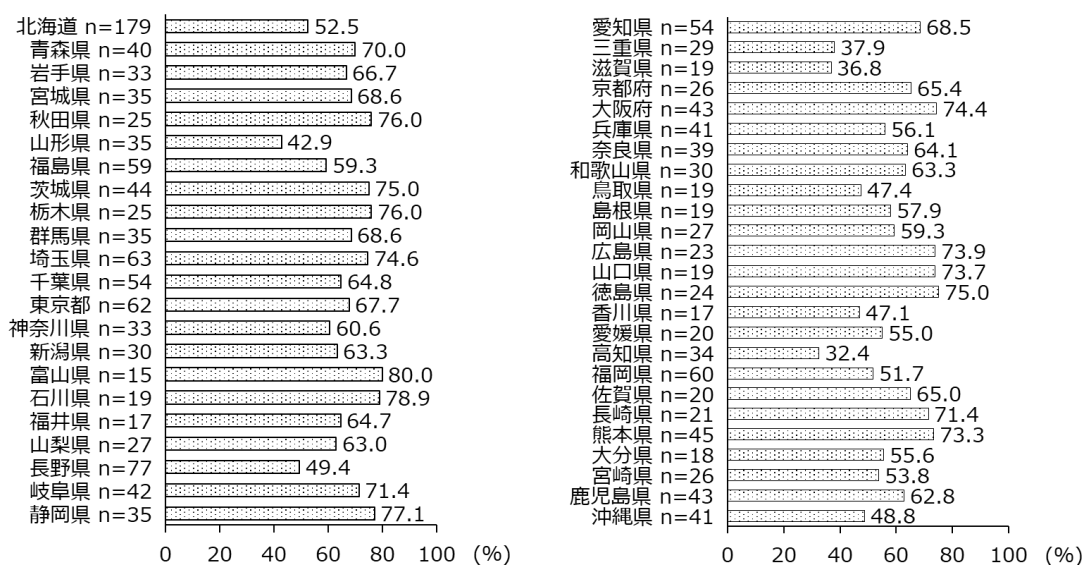 北海道 n=179 52.5
青森県 n=40 70.0
岩手県 n=33 66.7
宮城県 n=35 68.6
秋田県 n=25 76.0
山形県 n=35 42.9
福島県 n=59 59.3
茨城県 n=44 75.0
栃木県 n=25 76.0
群馬県 n=35 68.6
埼玉県 n=63 74.6
千葉県 n=54 64.8
東京都 n=62 67.7
神奈川県 n=33 60.6
新潟県 n=30 63.3
富山県 n=15 80.0
石川県 n=19 78.9
福井県 n=17 64.7
山梨県 n=27 63.0
長野県 n=77 49.4
岐阜県 n=42 71.4
静岡県 n=35 77.1
0 20 40 60 80 100 (%)
愛知県 n=54 68.5
三重県 n=29 37.9
滋賀県 n=19 36.8
京都府 n=26 65.4
大阪府 n=43 74.4
兵庫県 n=41 56.1
奈良県 n=39 64.1
和歌山県 n=30 63.3
鳥取県 n=19 47.4
島根県 n=19 57.9
岡山県 n=27 59.3
広島県 n=23 73.9
山口県 n=19 73.7
徳島県 n=24 75.0
香川県 n=17 47.1
愛媛県 n=20 55.0
高知県 n=34 32.4
福岡県 n=60 51.7
佐賀県 n=20 65.0
長崎県 n=21 71.4
熊本県 n=45 73.3
大分県 n=18 55.6
宮崎県 n=26 53.8
鹿児島県 n=43 62.8
沖縄県 n=41 48.8
0 20 40 60 80 100 (%)